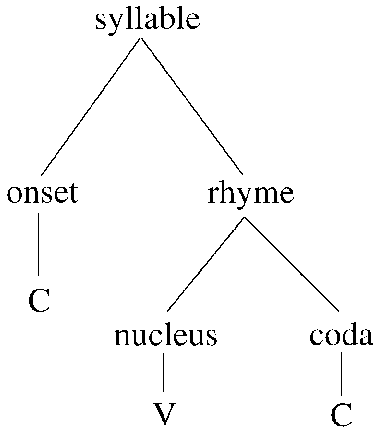 syllable
onset rhyme
C
nucleus coda
V C